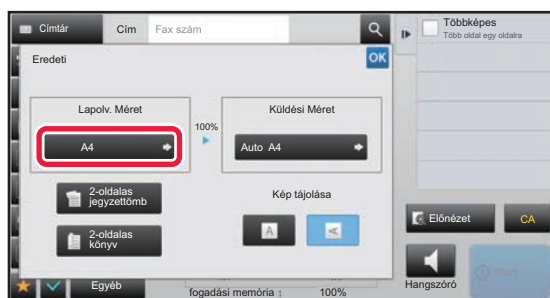 Címtár
Cím
Fax szám
Többképes
Több oldal egy oldalra
Eredeti
OK
Lapolv. Méret
100%
Küldési Méret
A4
Auto A4
2-oldalas
jegyzettömb
Kép tájolása
2-oldalas
könyv
A
A
Előnézet
CA
Egyéb
fogadási memória :
100%
Hangszóró
Start